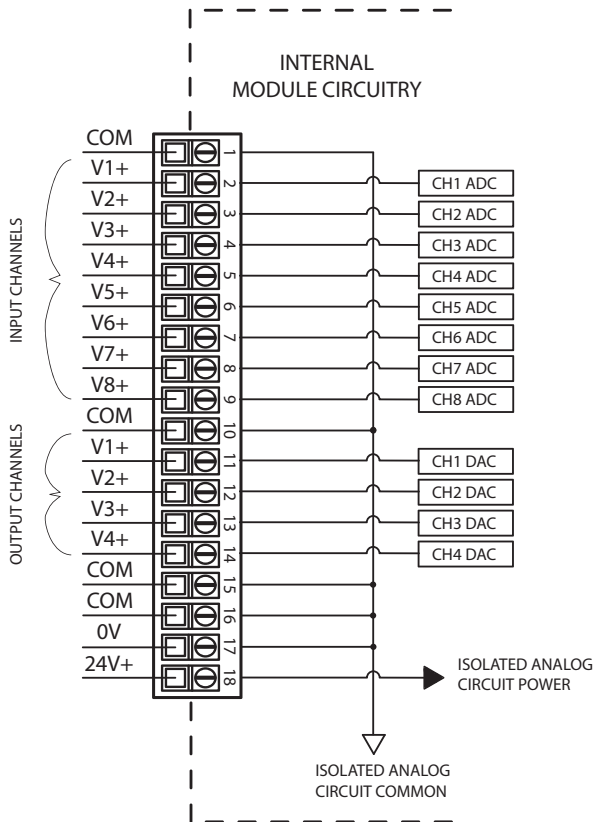 INTERNAL
MODULE CIRCUITRY
INPUT CHANNELS
OUTPUT CHANNELS
COM 1
V1+ 2 CH1 ADC
V2+ 3 CH2 ADC
V3+ 4 CH3 ADC
V4+ 5 CH4 ADC
V5+ 6 CH5 ADC
V6+ 7 CH6 ADC
V7+ 8 CH7 ADC
V8+ 9 CH8 ADC
COM 10
V1+ 11 CH1 DAC
V2+ 12 CH2 DAC
V3+ 13 CH3 DAC
V4+ 14 CH4 DAC
COM 15
COM 16
0V 17
24V+ 18
ISOLATED ANALOG
CIRCUIT POWER
ISOLATED ANALOG
CIRCUIT COMMON